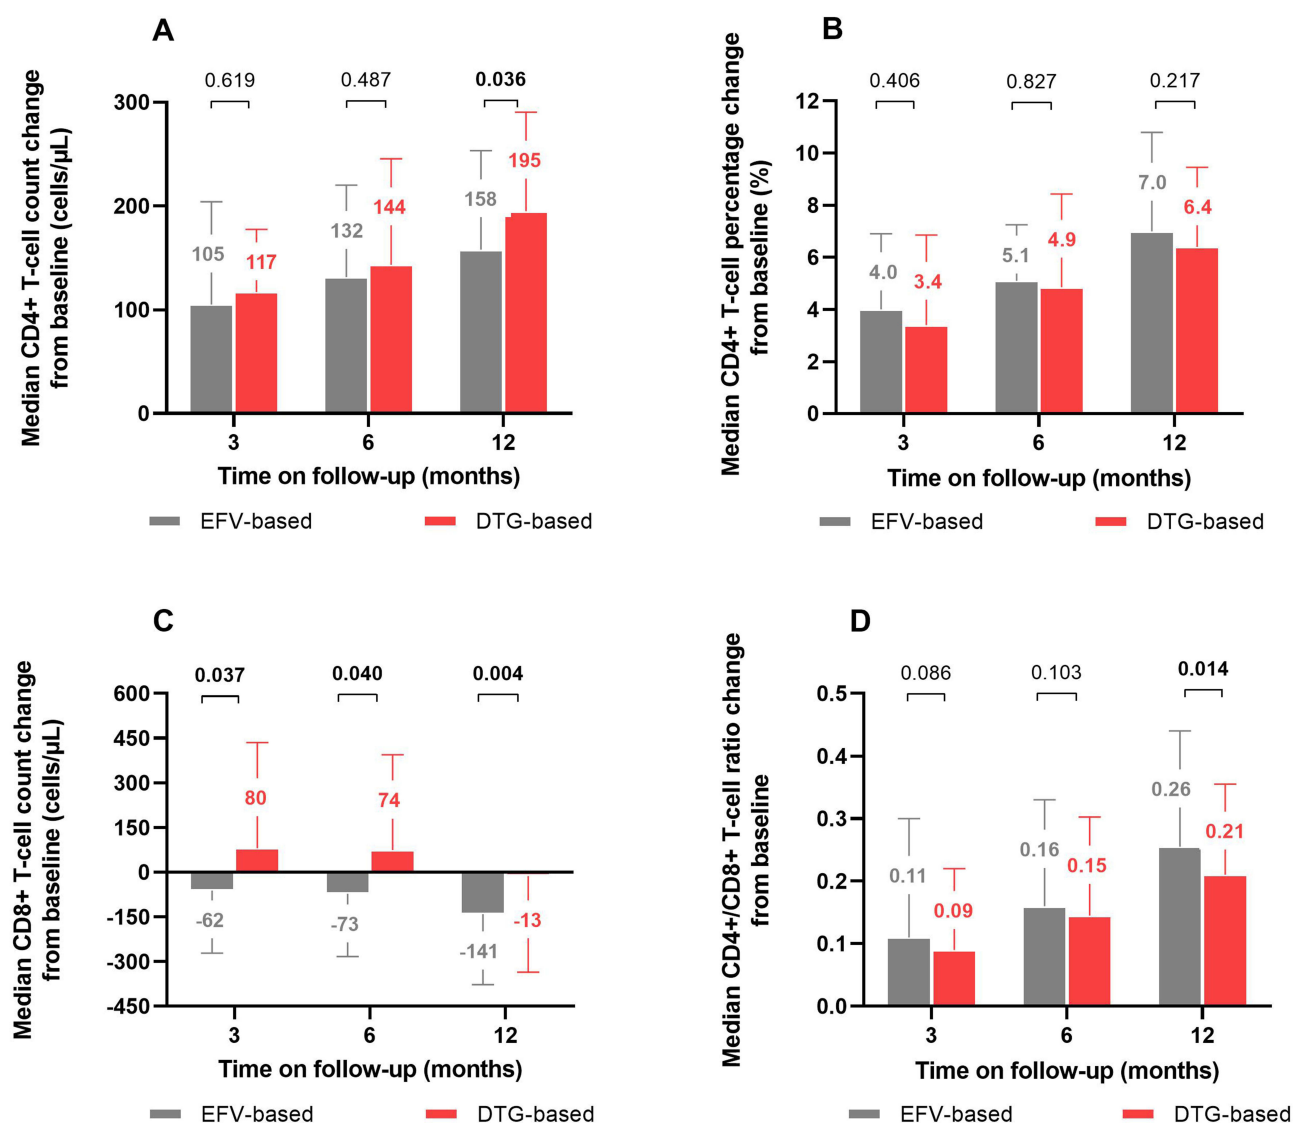 A
Median CD4+ T-cell count change
from baseline (cells/µL)
0.619 0.487 0.036
300
200
100
0
105 117 132 144 158 195
3 6 12
Time on follow-up (months)
EFV-based DTG-based
B
Median CD4+ T-cell percentage change
from baseline (%)
0.406 0.827 0.217
12
10
8
6
4
2
0
4.0 3.4 5.1 4.9 7.0 6.4
3 6 12
Time on follow-up (months)
EFV-based DTG-based
C
Median CD8+ T-cell count change
from baseline (cells/µL)
0.037 0.040 0.004
600
450
300
150
0
-150
-300
-450
-62 80 -73 74 -141 -13
3 6 12
Time on follow-up (months)
EFV-based DTG-based
D
Median CD4+/CD8+ T-cell ratio change
from baseline
0.086 0.103 0.014
0.5
0.4
0.3
0.2
0.1
0.0
0.11 0.09 0.16 0.15 0.26 0.21
3 6 12
Time on follow-up (months)
EFV-based DTG-based